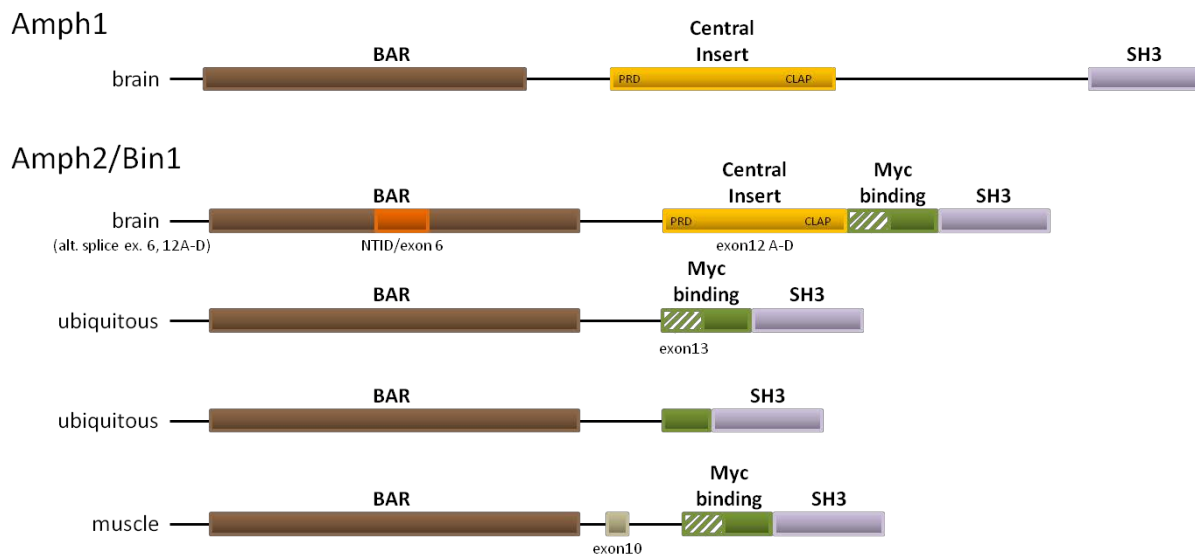 Amph1
Central
Insert
BAR
SH3
brain
PRD
CLAP
Amph2/Bin1
Central
Insert
Myc
binding
BAR
SH3
brain
PRD
CLAP
(alt. splice ex. 6, 12A-D)
NTID/exon 6
exon12 A-D
Myc
binding
BAR
SH3
ubiquitous
exon13
BAR
SH3
ubiquitous
Myc
binding
BAR
SH3
muscle
exon10